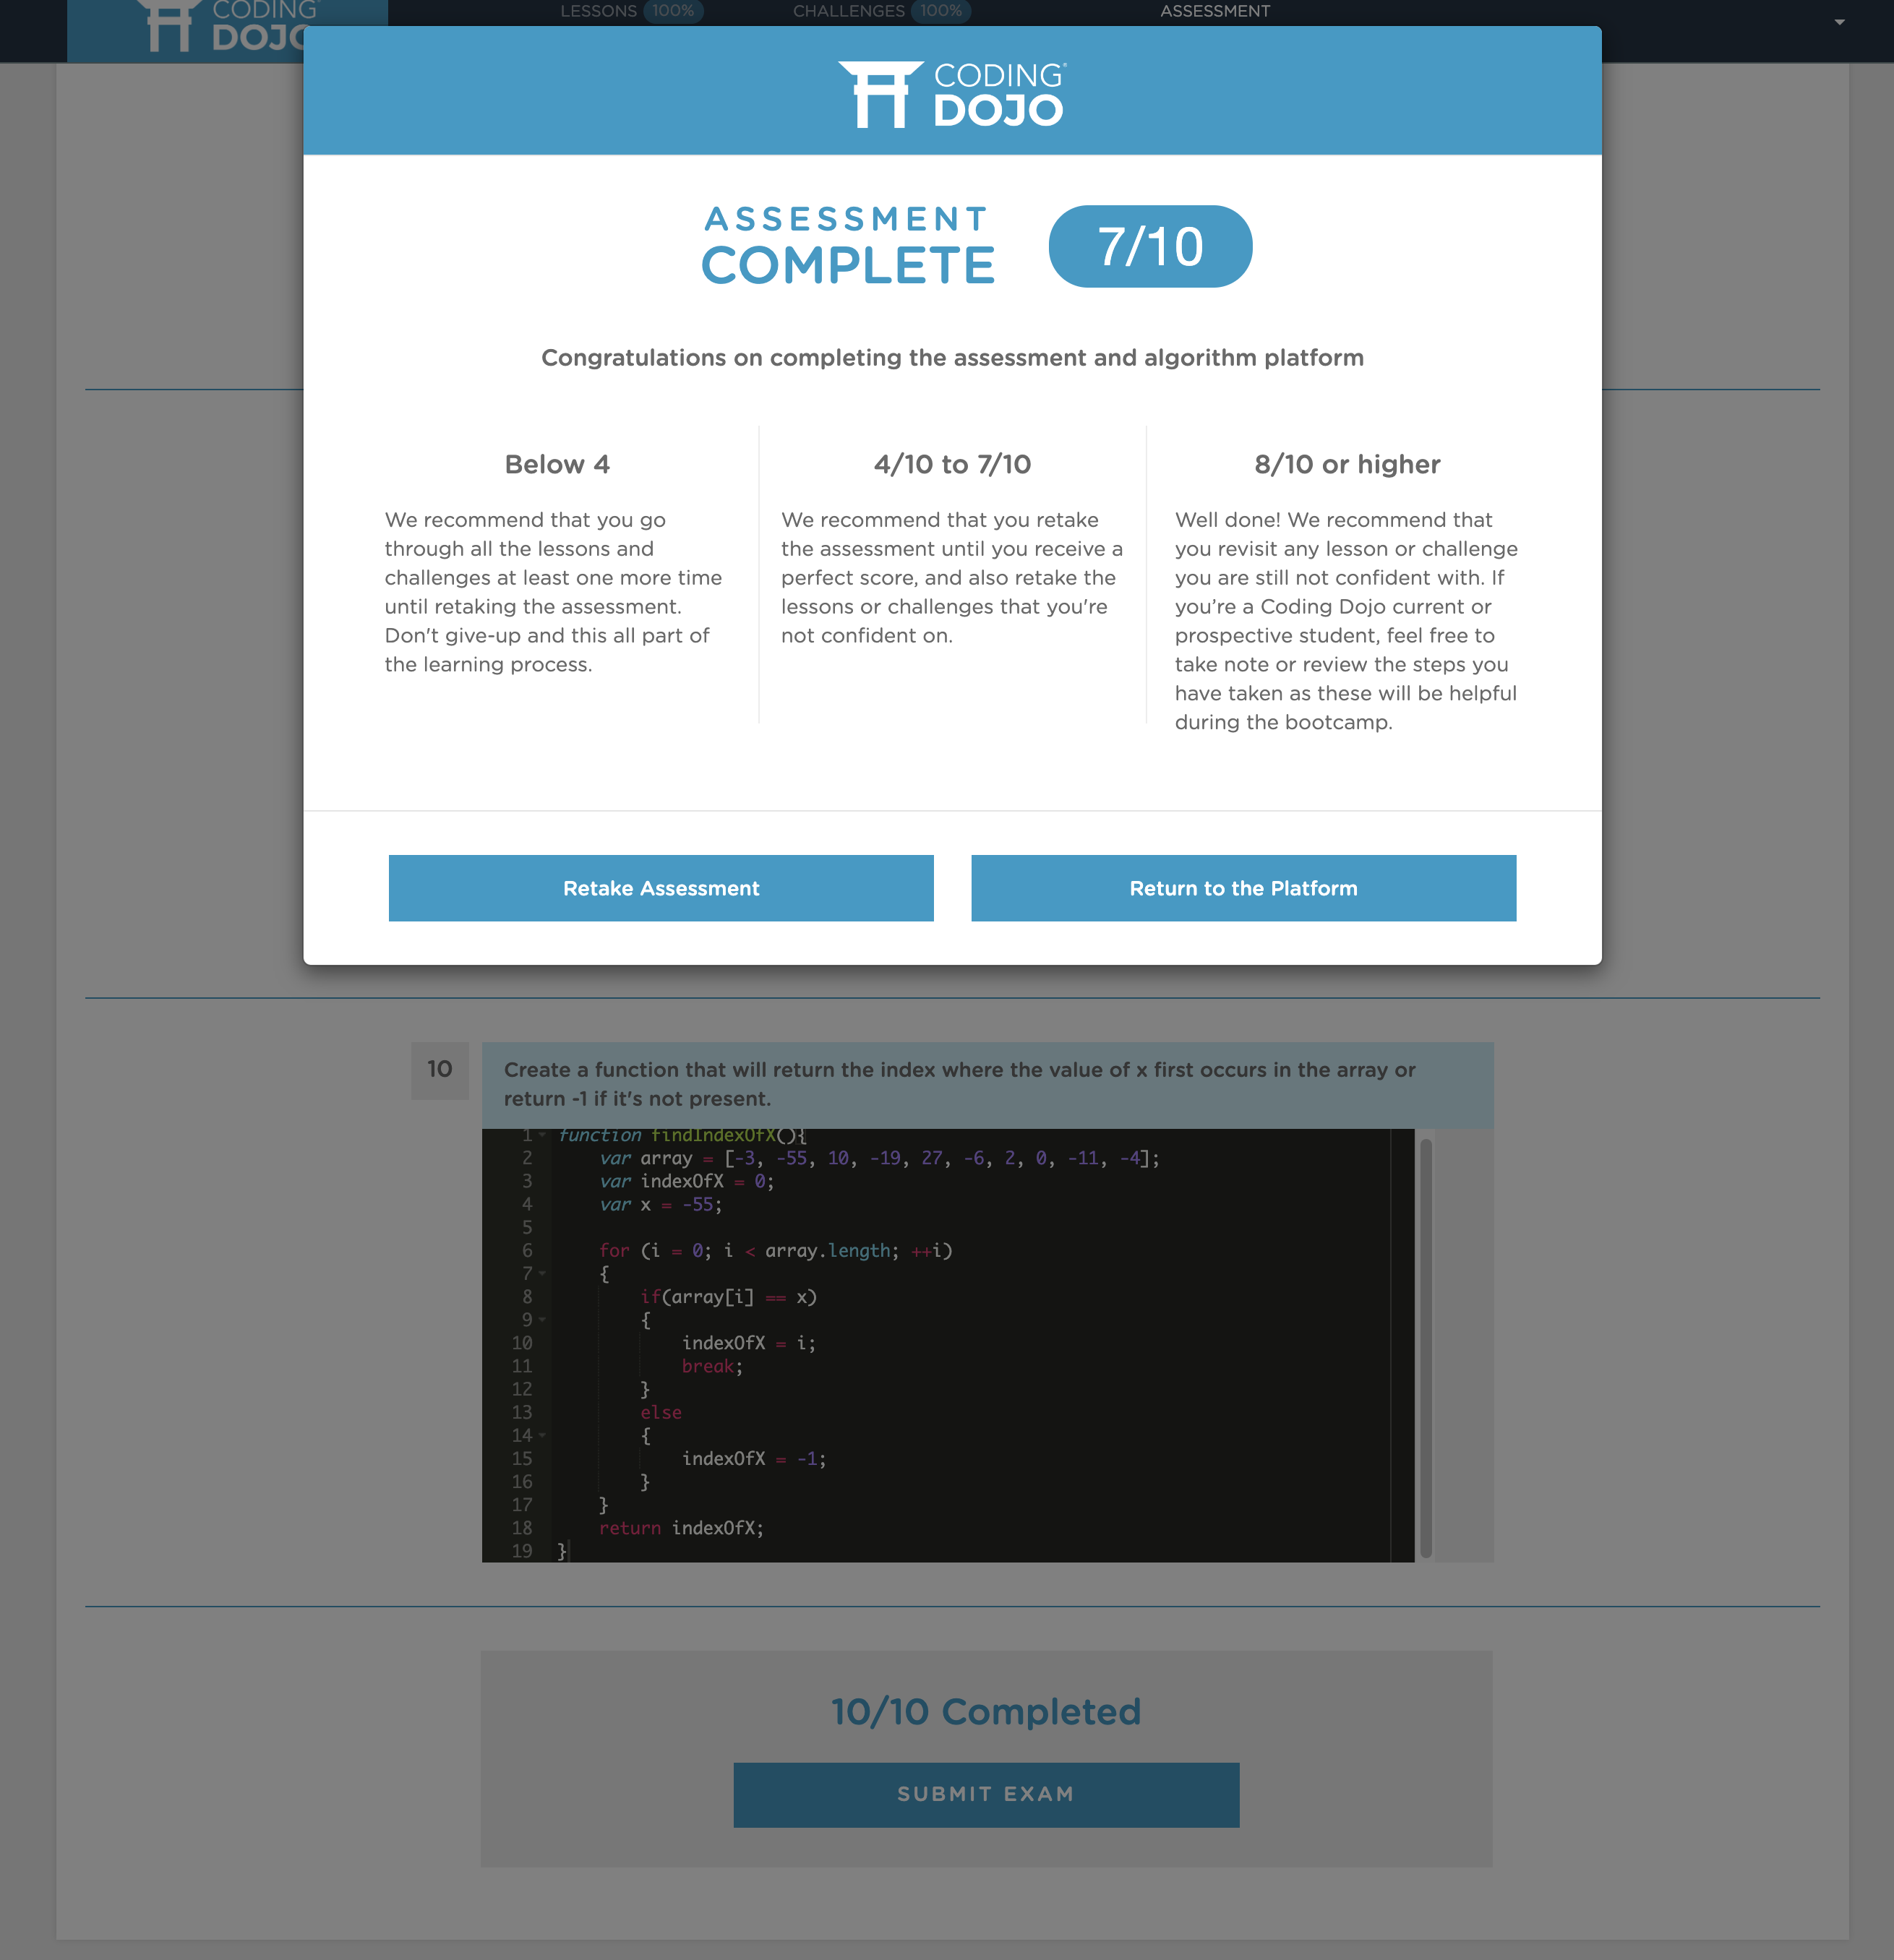 CODING
DOJO
LESSONS 100%
CHALLENGES 100%
ASSESSMENT
CODING®
DOJO
ASSESSMENT
COMPLETE
7/10
Congratulations on completing the assessment and algorithm platform
Below 4
We recommend that you go
through all the lessons and
challenges at least one more time
until retaking the assessment.
Don't give-up and this all part of
the learning process.
4/10 to 7/10
We recommend that you retake
the assessment until you receive a
perfect score, and also retake the
lessons or challenges that you're
not confident on.
8/10 or higher
Well done! We recommend that
you revisit any lesson or challenge
you are still not confident with. If
you’re a Coding Dojo current or
prospective student, feel free to
take note or review the steps you
have taken as these will be helpful
during the bootcamp.
Retake Assessment
Return to the Platform
10
Create a function that will return the index where the value of x first occurs in the array or
return -1 if it's not present.
1 function findIndexOfX(){
2 var array = [-3, -55, 10, -19, 27, -6, 2, 0, -11, -4];
3 var indexOfX = 0;
4 var x = -55;
5
6 for (i = 0; i < array.length; ++i)
7 {
8 if(array[i] == x)
9 {
10 indexOfX = i;
11 break;
12 }
13 else
14 {
15 indexOfX = -1;
16 }
17 }
18 return indexOfX;
19 }
10/10 Completed
SUBMIT EXAM